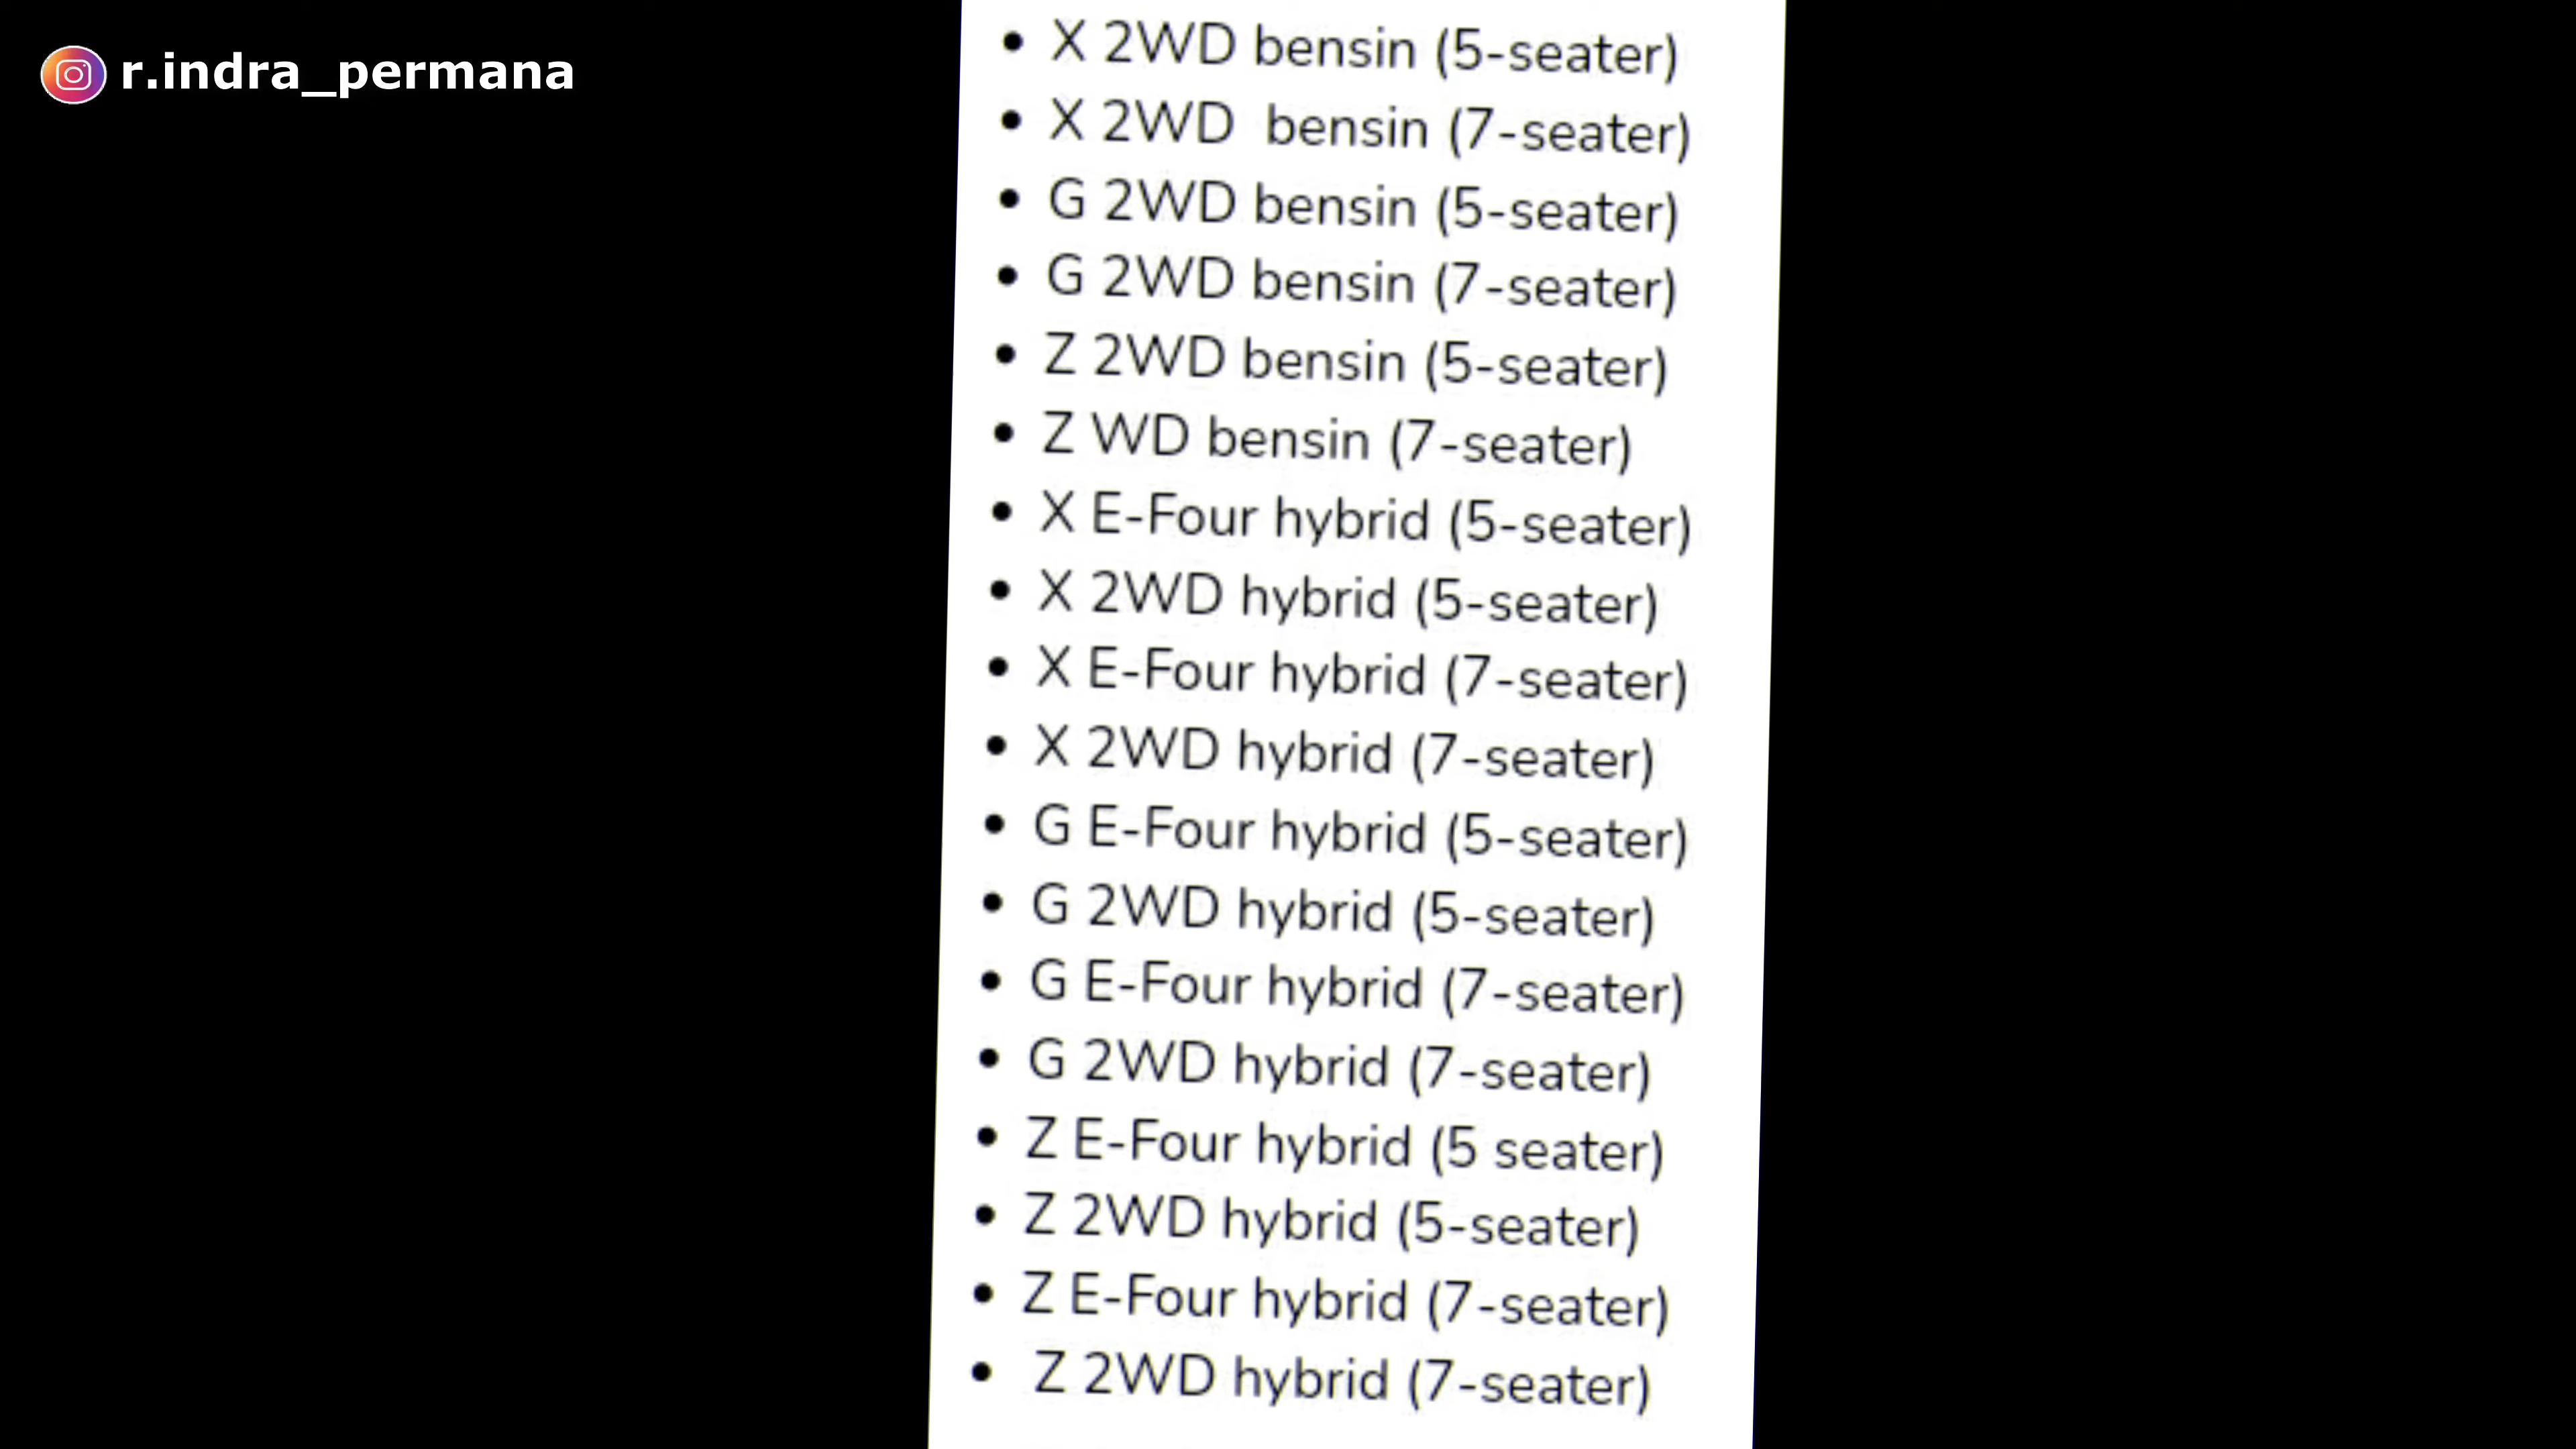 r.indra_permana
• X 2WD bensin (5-seater)
• X 2WD  bensin (7-seater)
• G 2WD bensin (5-seater)
• G 2WD bensin (7-seater)
• Z 2WD bensin (5-seater)
• Z WD bensin (7-seater)
• X E-Four hybrid (5-seater)
• X 2WD hybrid (5-seater)
• X E-Four hybrid (7-seater)
• X 2WD hybrid (7-seater)
• G E-Four hybrid (5-seater)
• G 2WD hybrid (5-seater)
• G E-Four hybrid (7-seater)
• G 2WD hybrid (7-seater)
• Z E-Four hybrid (5 seater)
• Z 2WD hybrid (5-seater)
• Z E-Four hybrid (7-seater)
• Z 2WD hybrid (7-seater)